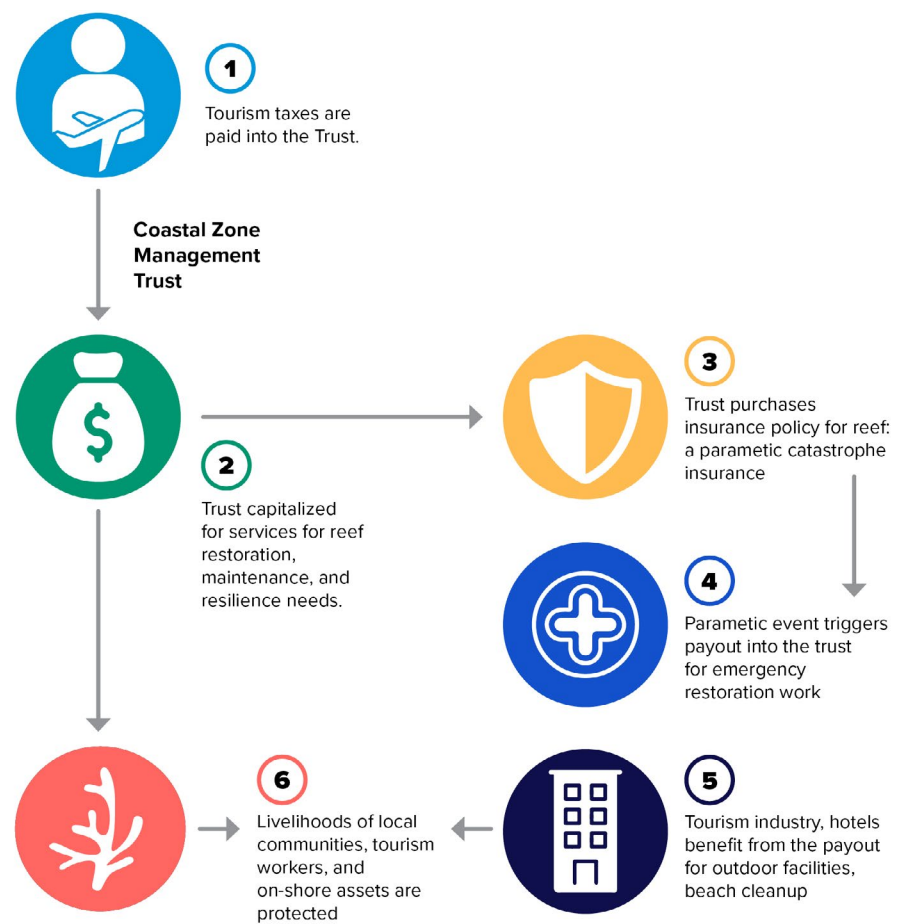 1
Tourism taxes are
paid into the Trust.
Coastal Zone
Management
Trust
$
2
Trust capitalized
for services for reef
restoration,
maintenance, and
resilience needs.
3
Trust purchases
insurance policy for reef:
a parametic catastrophe
insurance
4
Parametic event triggers
payout into the trust
for emergency
restoration work
5
Tourism industry, hotels
benefit from the payout
for outdoor facilities,
beach cleanup
6
Livelihoods of local
communities, tourism
workers, and
on-shore assets are
protected